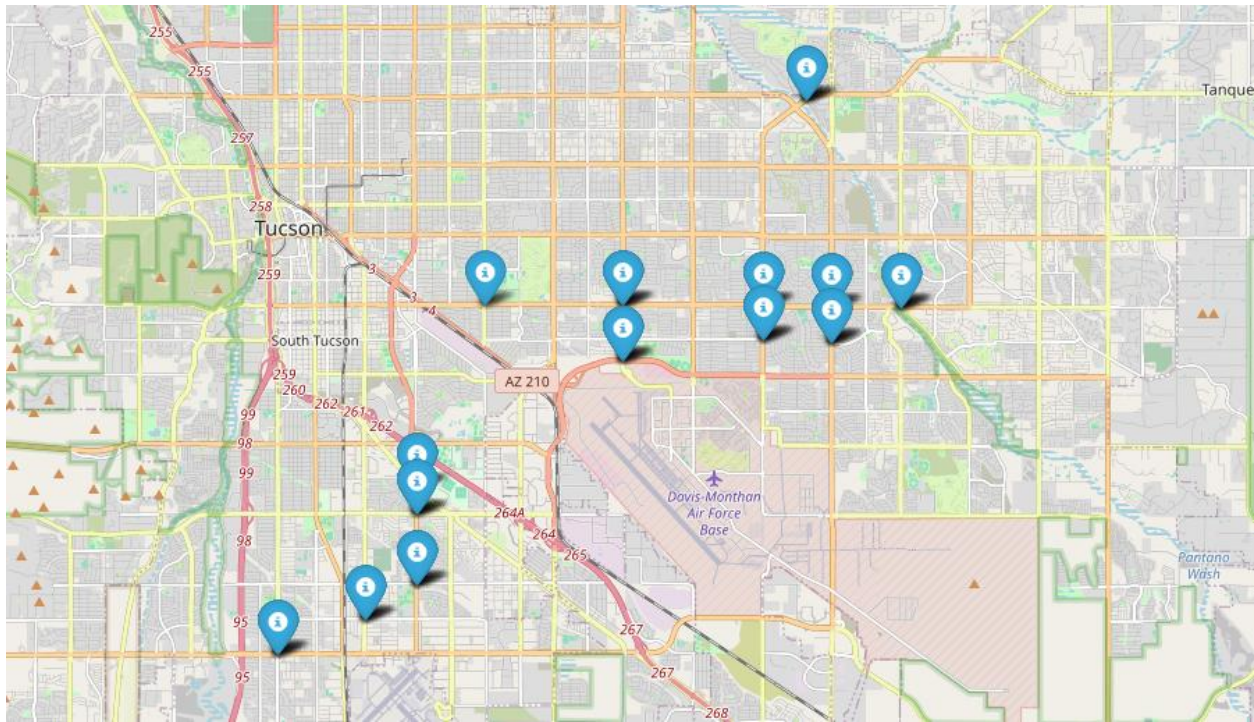 255
255
Tanque
257
258
Tucson
259
3
3
4
South Tucson
259
AZ 210
260
262
261
99
262
98
99
Davis-Monthan
Air Force
Base
264A
264
98
265
Pantano
Wash
95
267
95
267
268